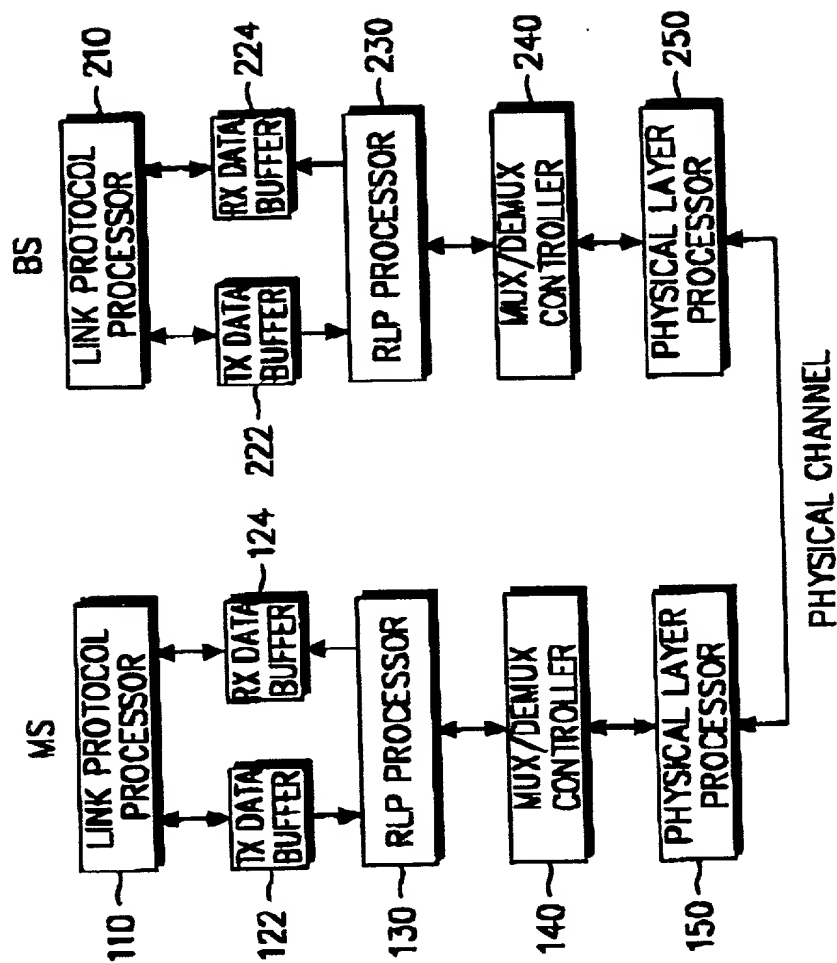 MS
110
LINK PROTOCOL
PROCESSOR
122
TX DATA
BUFFER
RX DATA
BUFFER
124
130
RLP PROCESSOR
140
MUX/DEMUX
CONTROLLER
150
PHYSICAL LAYER
PROCESSOR
BS
LINK PROTOCOL
PROCESSOR
210
222
TX DATA
BUFFER
RX DATA
BUFFER
224
RLP PROCESSOR
230
MUX/DEMUX
CONTROLLER
240
PHYSICAL LAYER
PROCESSOR
250
PHYSICAL CHANNEL